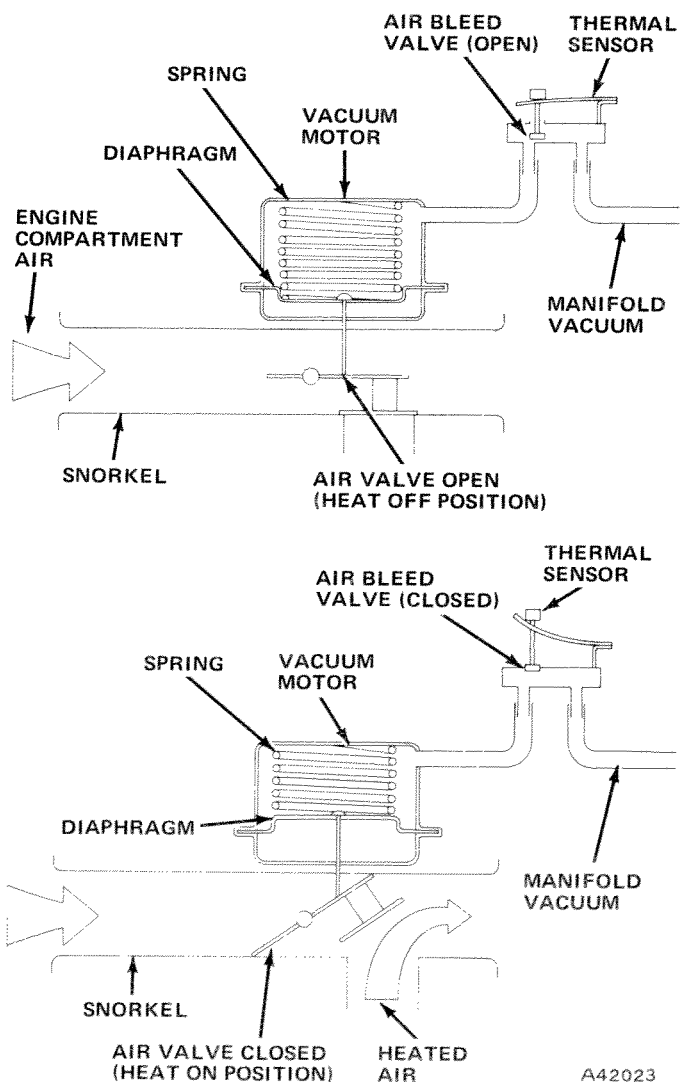 AIR BLEED
VALVE (OPEN)
THERMAL
SENSOR
SPRING
VACUUM
MOTOR
DIAPHRAGM
ENGINE
COMPARTMENT
AIR
MANIFOLD
VACUUM
SNORKEL
AIR VALVE OPEN
(HEAT OFF POSITION)
THERMAL
SENSOR
AIR BLEED
VALVE (CLOSED)
SPRING
VACUUM
MOTOR
DIAPHRAGM
MANIFOLD
VACUUM
SNORKEL
AIR VALVE CLOSED
(HEAT ON POSITION)
HEATED
AIR
A42023